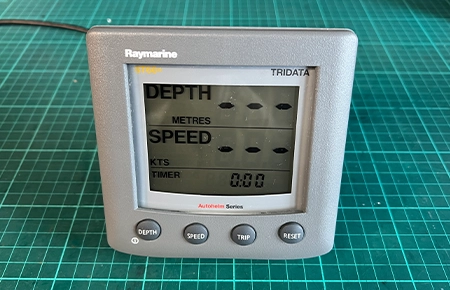 Raymarine
TRIDATA
DEPTH - - -
METRES
SPEED - - -
KTS
TIMER 0:00
Autohelm Series
DEPTH SPEED TRIP RESET